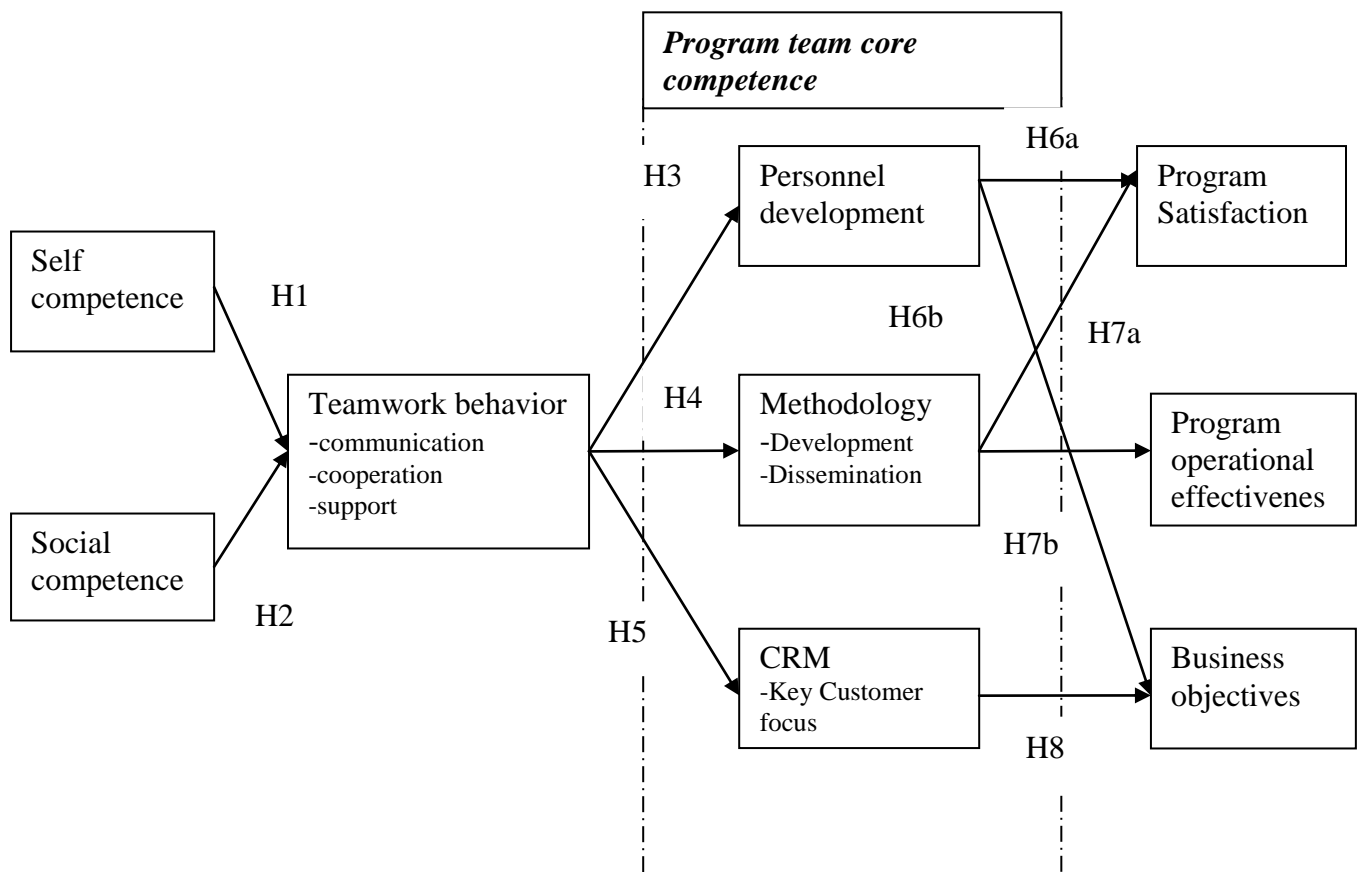 Program team core
competence
H6a
H3
Personnel
development
Program
Satisfaction
Self
competence
H1
H6b
H7a
Teamwork behavior
-communication
-cooperation
-support
H4
Methodology
-Development
-Dissemination
Program
operational
effectivenes
H7b
Social
competence
H2
H5
CRM
-Key Customer
focus
Business
objectives
H8